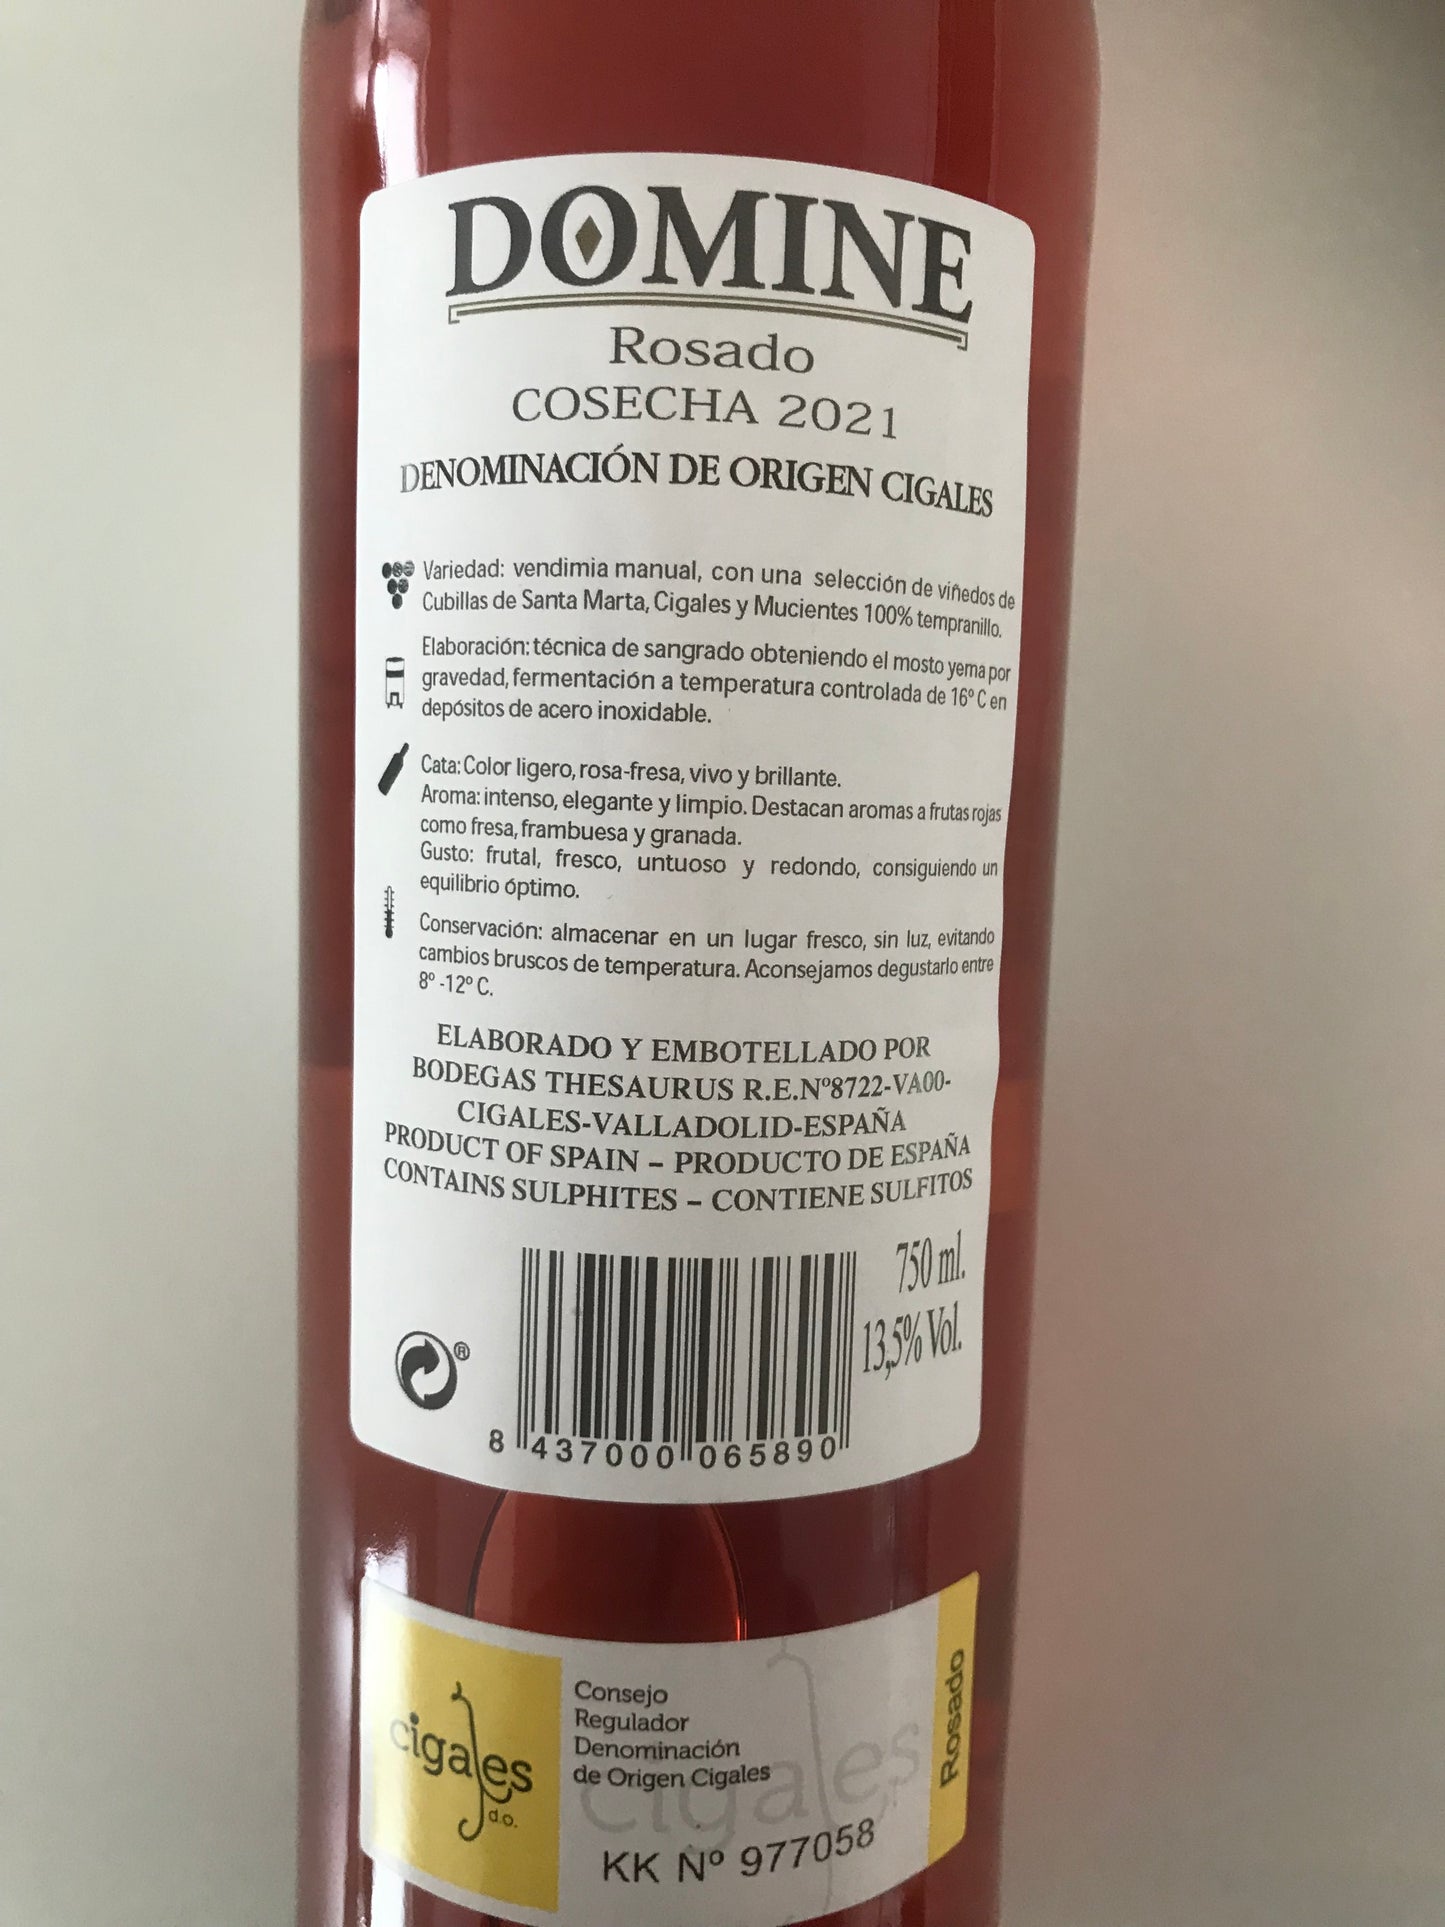 DOMINE
Rosado
COSECHA 2021
DENOMINACIÓN DE ORIGEN CIGALES
Variedad: vendimia manual, con una selección de viñedos de
Cubillas de Santa Marta, Cigales y Mucientes 100% tempranillo.
Elaboración: técnica de sangrado obteniendo el mosto yema por
gravedad, fermentación a temperatura controlada de 16º C en
depósitos de acero inoxidable.
Cata: Color ligero, rosa-fresa, vivo y brillante.
Aroma: intenso, elegante y limpio. Destacan aromas a frutas rojas
como fresa, frambuesa y granada.
Gusto: frutal, fresco, untuoso y redondo, consiguiendo un
equilibrio óptimo.
Conservación: almacenar en un lugar fresco, sin luz, evitando
cambios bruscos de temperatura. Aconsejamos degustarlo entre
8º -12º C.
ELABORADO Y EMBOTELLADO POR
BODEGAS THESAURUS R.E.Nº8722-VA00-
CIGALES-VALLADOLID-ESPAÑA
PRODUCT OF SPAIN – PRODUCTO DE ESPAÑA
CONTAINS SULPHITES – CONTIENE SULFITOS
750 ml.
13,5% Vol.
®
8 437000 065890
cigales
d.o.
Consejo
Regulador
Denominación
de Origen Cigales
cigales
KK Nº 977058
Rosado